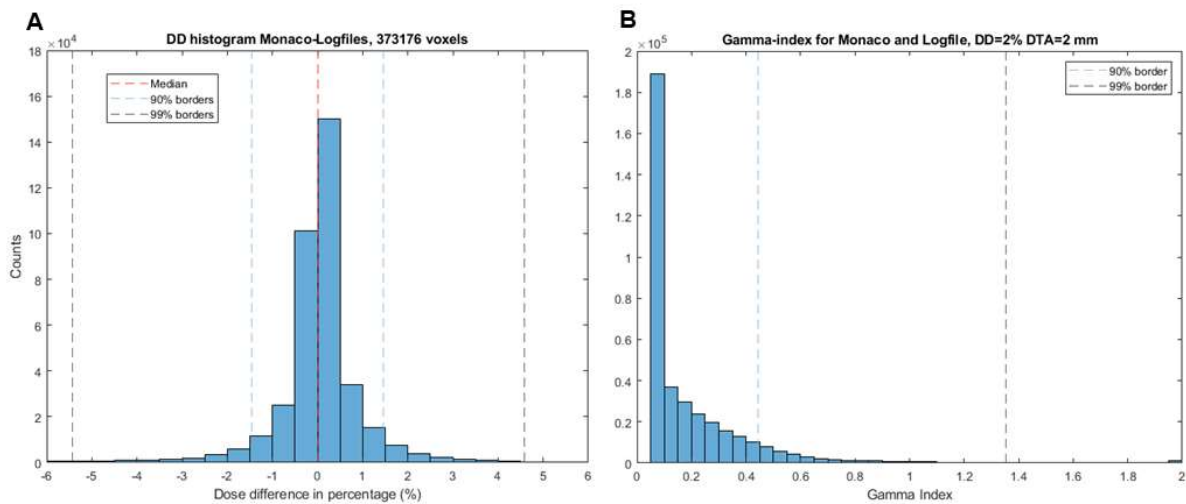 A
DD histogram Monaco-Logfiles, 373176 voxels
×10⁴
18
16
14
12
10
8
6
4
2
0
Counts
Median
90% borders
99% borders
-6 -5 -4 -3 -2 -1 0 1 2 3 4 5 6
Dose difference in percentage (%)
B
Gamma-index for Monaco and Logfile, DD=2% DTA=2 mm
×10⁵
2
1.8
1.6
1.4
1.2
1
0.8
0.6
0.4
0.2
0
90% border
99% border
0 0.2 0.4 0.6 0.8 1 1.2 1.4 1.6 1.8 2
Gamma Index